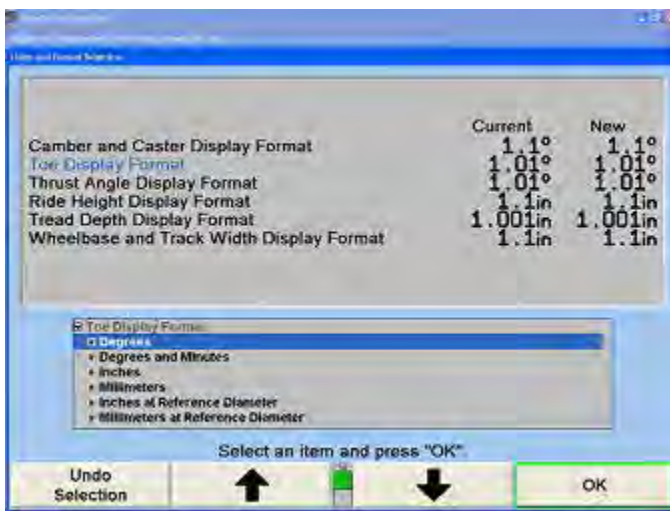 Current New
Camber and Caster Display Format 1.1° 1.1°
Toe Display Format 1.01° 1.01°
Thrust Angle Display Format 1.01° 1.01°
Ride Height Display Format 1.1in 1.1in
Tread Depth Display Format 1.001in 1.001in
Wheelbase and Track Width Display Format 1.1in 1.1in
Toe Display Format
Degrees
Degrees and Minutes
Inches
Millimeters
Inches at Reference Diameter
Millimeters at Reference Diameter
Select an item and press "OK".
Undo
Selection
OK